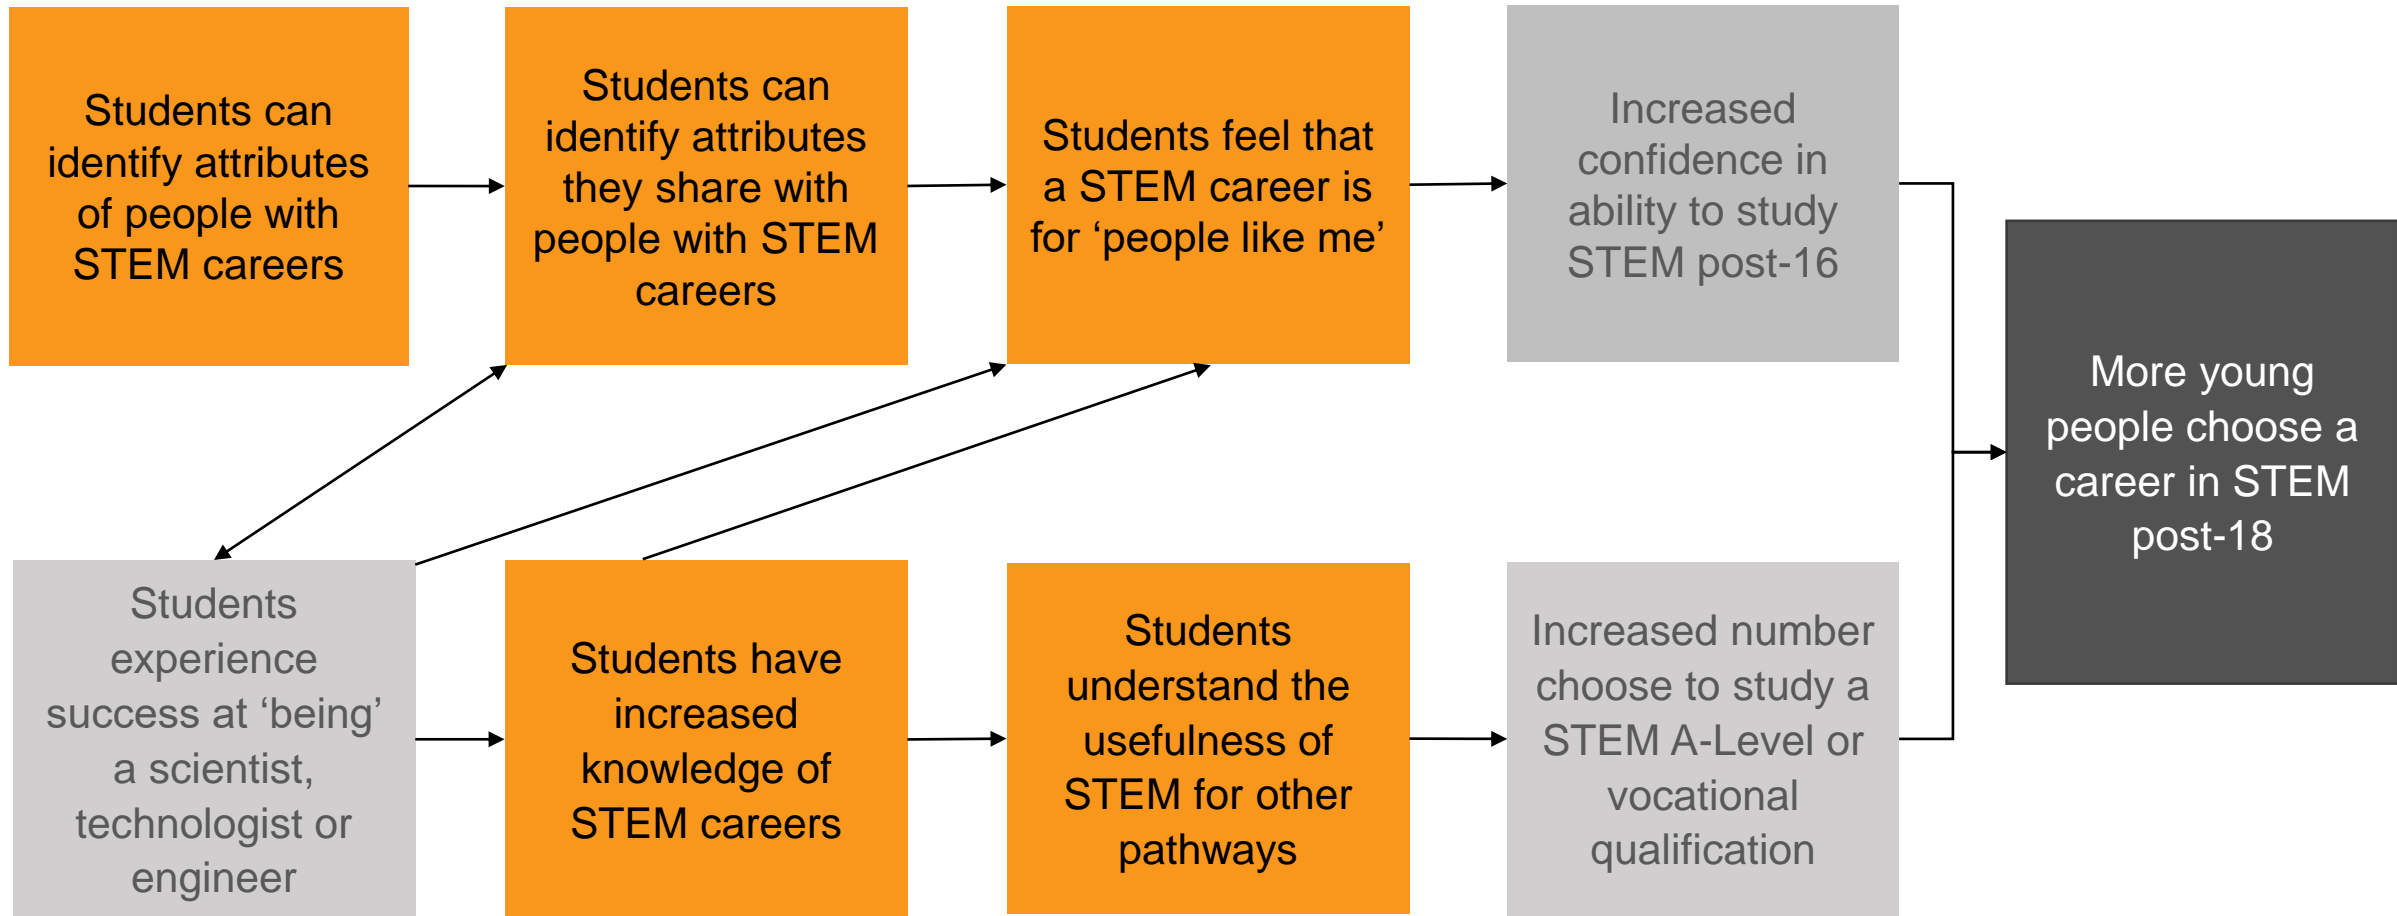 Students can
identify attributes
of people with
STEM careers
Students can
identify attributes
they share with
people with STEM
careers
Students feel that
a STEM career is
for ‘people like me’
Increased
confidence in
ability to study
STEM post-16
More young
people choose a
career in STEM
post-18
Students
experience
success at ‘being’
a scientist,
technologist or
engineer
Students have
increased
knowledge of
STEM careers
Students
understand the
usefulness of
STEM for other
pathways
Increased number
choose to study a
STEM A-Level or
vocational
qualification